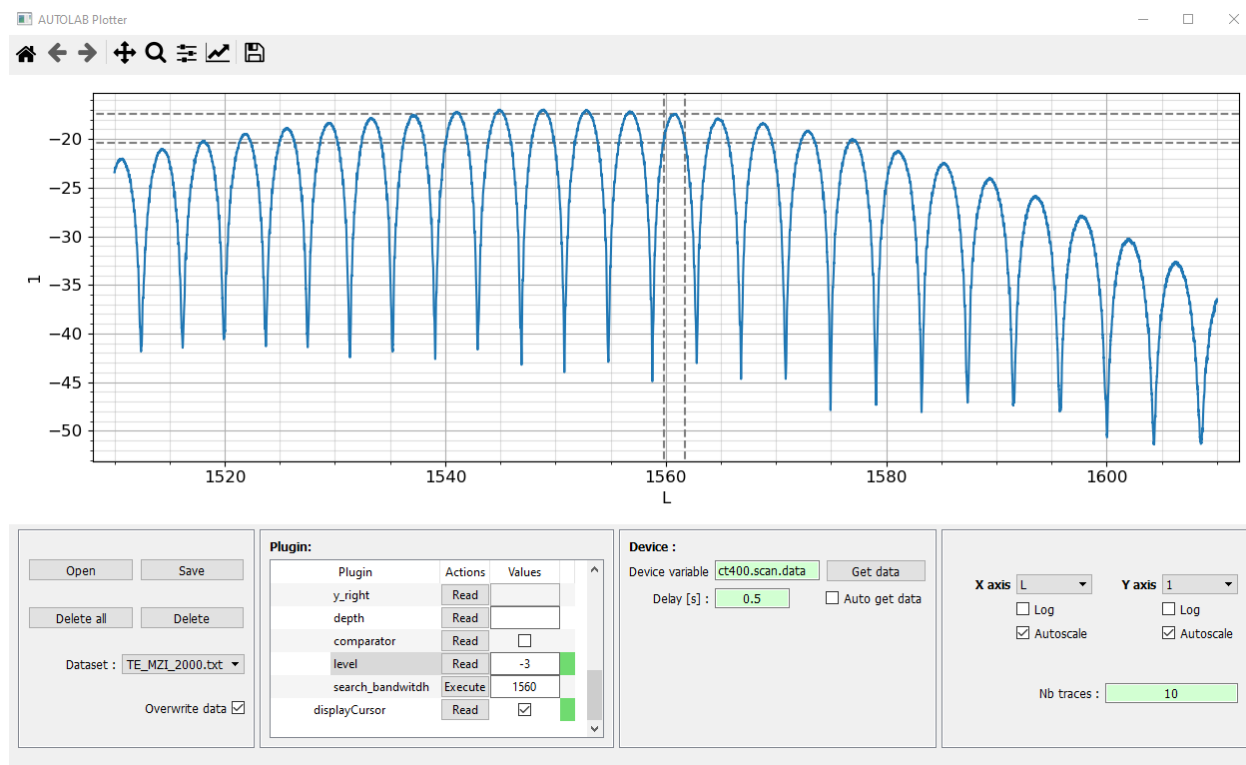 AUTOLAB Plotter
−20
−25
−30
−35
−40
−45
−50
1
1520
1540
1560
1580
1600
L
Open
Save
Delete all
Delete
Dataset : TE_MZI_2000.txt
Overwrite data
Plugin:
Plugin Actions Values
y_right Read
depth Read
comparator Read
level Read -3
search_bandwitdh Execute 1560
displayCursor Read
Device :
Device variable ct400.scan.data Get data
Delay [s] : 0.5 Auto get data
X axis L Y axis 1
Log Log
Autoscale Autoscale
Nb traces : 10